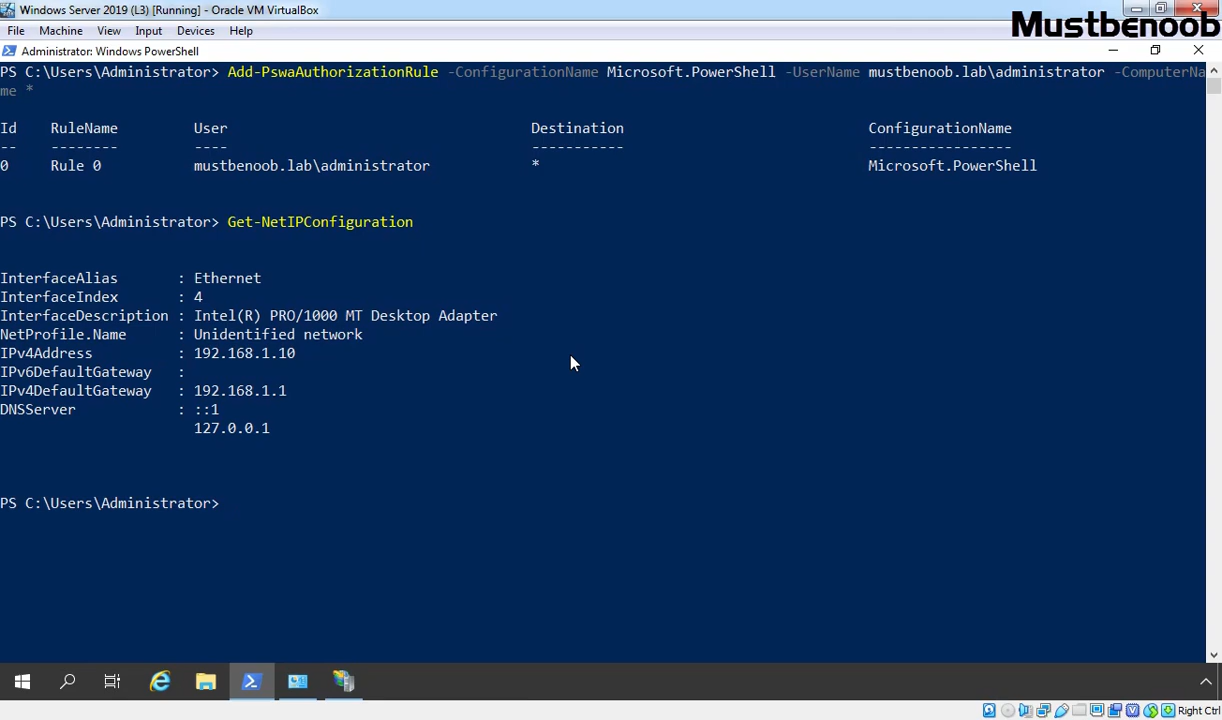 Windows Server 2019 (L3) [Running] - Oracle VM VirtualBox
Mustbenoob
File Machine View Input Devices Help
Administrator: Windows PowerShell
PS C:\Users\Administrator> Add-PswaAuthorizationRule -ConfigurationName Microsoft.PowerShell -UserName mustbenoob.lab\administrator -ComputerNa
me *
Id RuleName User Destination ConfigurationName
-- -------- ---- ----------- -----------------
0 Rule 0 mustbenoob.lab\administrator * Microsoft.PowerShell
PS C:\Users\Administrator> Get-NetIPConfiguration
InterfaceAlias : Ethernet
InterfaceIndex : 4
InterfaceDescription : Intel(R) PRO/1000 MT Desktop Adapter
NetProfile.Name : Unidentified network
IPv4Address : 192.168.1.10
IPv6DefaultGateway :
IPv4DefaultGateway : 192.168.1.1
DNSServer : ::1
127.0.0.1
PS C:\Users\Administrator>
Right Ctrl